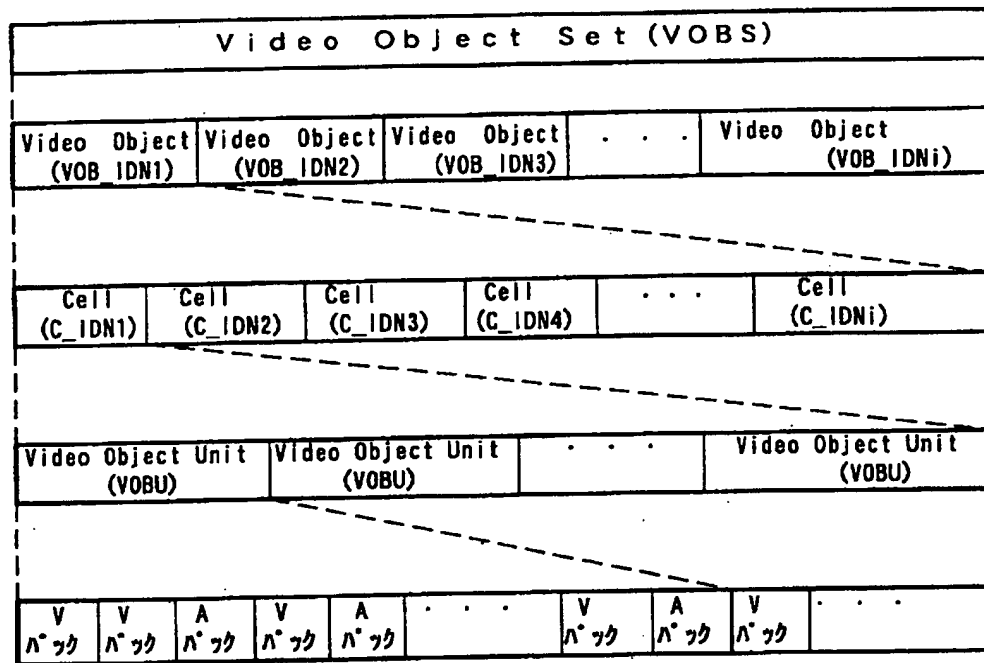 Video Object Set (VOBS)
Video Object Video Object Video Object . . . Video Object
(VOB_IDN1) (VOB_IDN2) (VOB_IDN3) (VOB_IDNi)
Cell Cell Cell Cell . . . Cell
(C_IDN1) (C_IDN2) (C_IDN3) (C_IDN4) (C_IDNi)
Video Object Unit Video Object Unit . . . Video Object Unit
(VOBU) (VOBU) (VOBU)
V V A V A . . . V A V . . .
パック パック パック パック パック パック パック パック